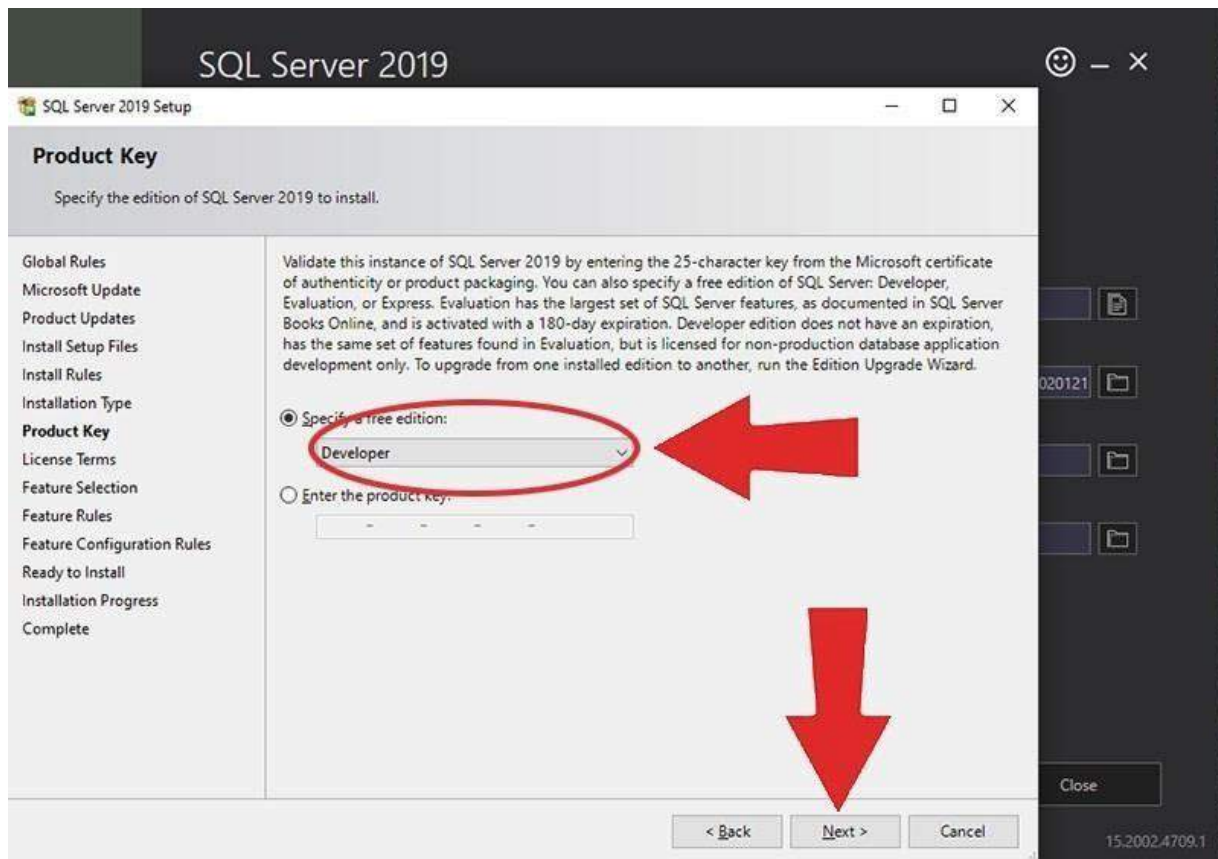 SQL Server 2019
SQL Server 2019 Setup
Product Key
Specify the edition of SQL Server 2019 to install.
Global Rules
Microsoft Update
Product Updates
Install Setup Files
Install Rules
Installation Type
Product Key
License Terms
Feature Selection
Feature Rules
Feature Configuration Rules
Ready to Install
Installation Progress
Complete
Validate this instance of SQL Server 2019 by entering the 25-character key from the Microsoft certificate
of authenticity or product packaging. You can also specify a free edition of SQL Server: Developer,
Evaluation, or Express. Evaluation has the largest set of SQL Server features, as documented in SQL Server
Books Online, and is activated with a 180-day expiration. Developer edition does not have an expiration,
has the same set of features found in Evaluation, but is licensed for non-production database application
development only. To upgrade from one installed edition to another, run the Edition Upgrade Wizard.
Specify a free edition:
Developer
Enter the product key:
- - - -
020121
Close
< Back
Next >
Cancel
15.2002.4709.1